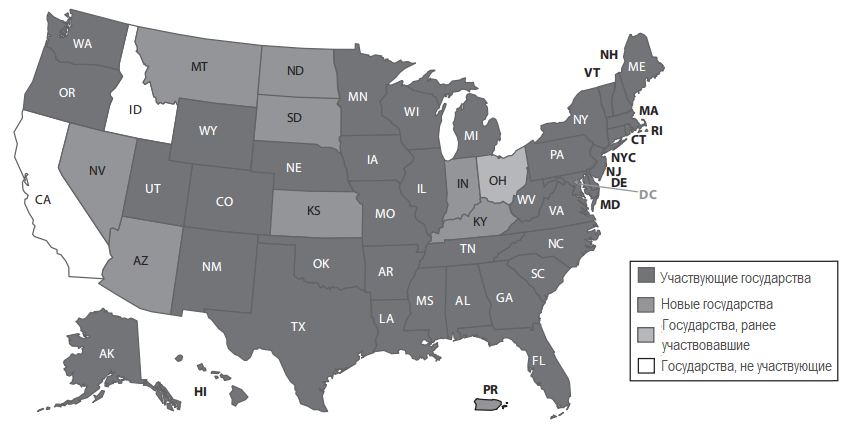 WA
MT
ND
MN
OR
ID
SD
WI
MI
NH
VT
ME
WY
NY
MA
RI
CT
NYC
NJ
DE
DC
MD
NE
IA
PA
NV
UT
CO
IL
IN
OH
WV
VA
CA
KS
MO
KY
NC
TN
AZ
NM
OK
AR
SC
MS
AL
GA
TX
LA
FL
AK
HI
PR
Участвующие государства
Новые государства
Государства, ранее
участвовавшие
Государства, не участвующие